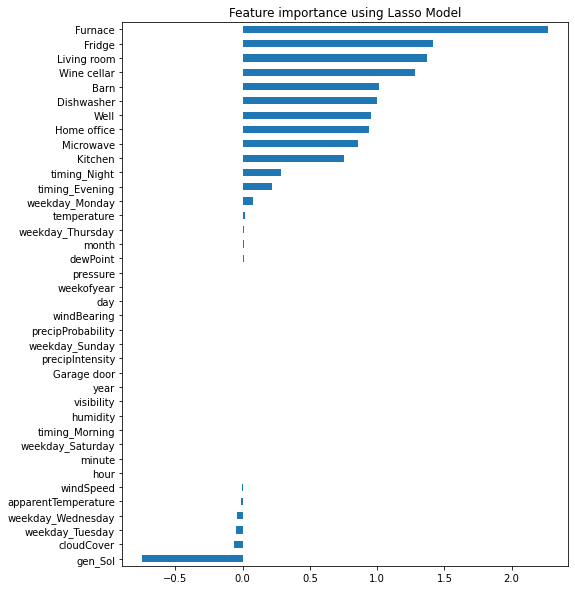 Feature importance using Lasso Model
Furnace
Fridge
Living room
Wine cellar
Barn
Dishwasher
Well
Home office
Microwave
Kitchen
timing_Night
timing_Evening
weekday_Monday
temperature
weekday_Thursday
month
dewPoint
pressure
weekofyear
day
windBearing
precipProbability
weekday_Sunday
precipIntensity
Garage door
year
visibility
humidity
timing_Morning
weekday_Saturday
minute
hour
windSpeed
apparentTemperature
weekday_Wednesday
weekday_Tuesday
cloudCover
gen_Sol
−0.5 0.0 0.5 1.0 1.5 2.0